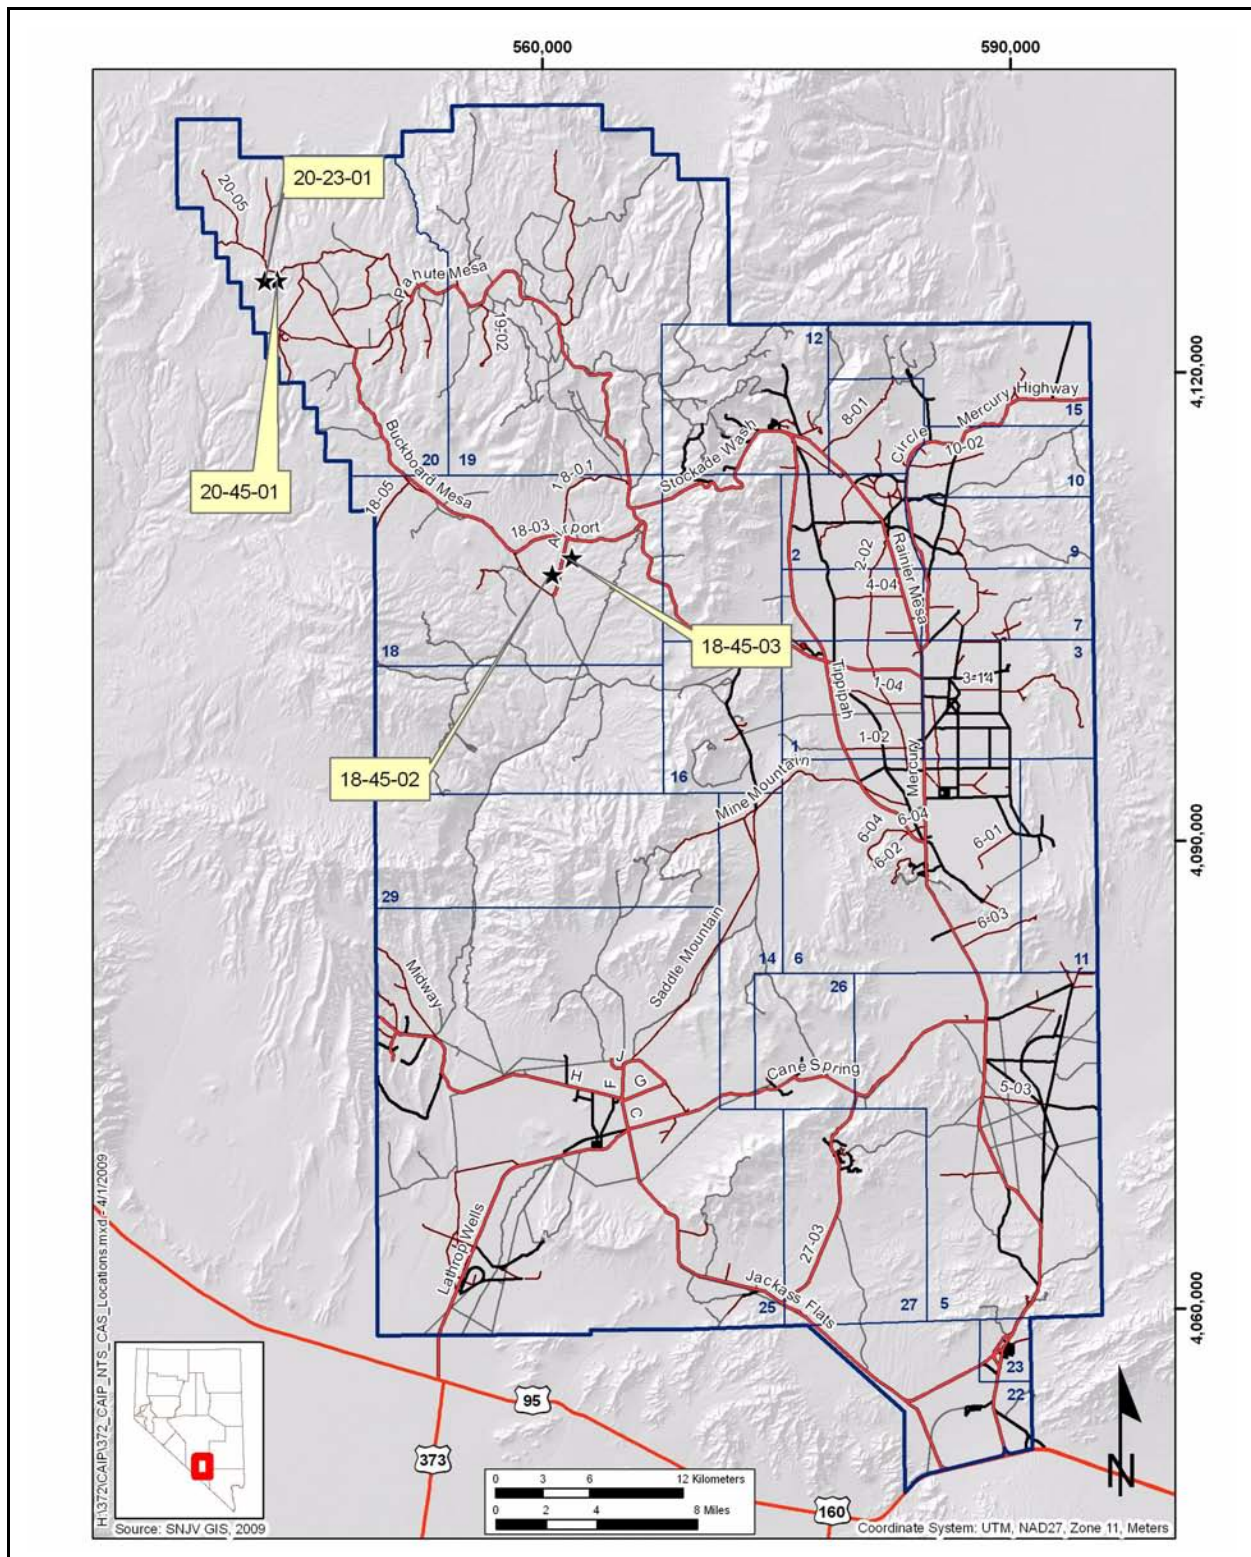 560,000
590,000
20-23-01
20-05
Pahute Mesa
19-02
12
4,120,000
Mercury Highway
15
8-01
Circle
10-02
Buckboard Mesa
20
19
Stockade Wash
20-45-01
18-05
18-01
10
18-03
Airport
2
2-02
Rainier Mesa
9
4-04
18-45-03
7
3
18
Tippipah
1-04
3-14
1-02
1
Mercury
18-45-02
16
Mine Mountain
6-04
6-04
6-02
6-01
4,090,000
29
6-03
Saddle Mountain
Midway
14
6
11
26
J
H
F
G
C
Cane Spring
5-03
Lathrop Wells
27-03
Jackass Flats
25
27
5
4,060,000
23
22
95
373
160
N
0 3 6 12 Kilometers
0 2 4 8 Miles
H:\372\CAIP\372_CAIP_NTS_CAS_Locations.mxd - 4/1/2009
Source: SNJV GIS, 2009
Coordinate System: UTM, NAD27, Zone 11, Meters